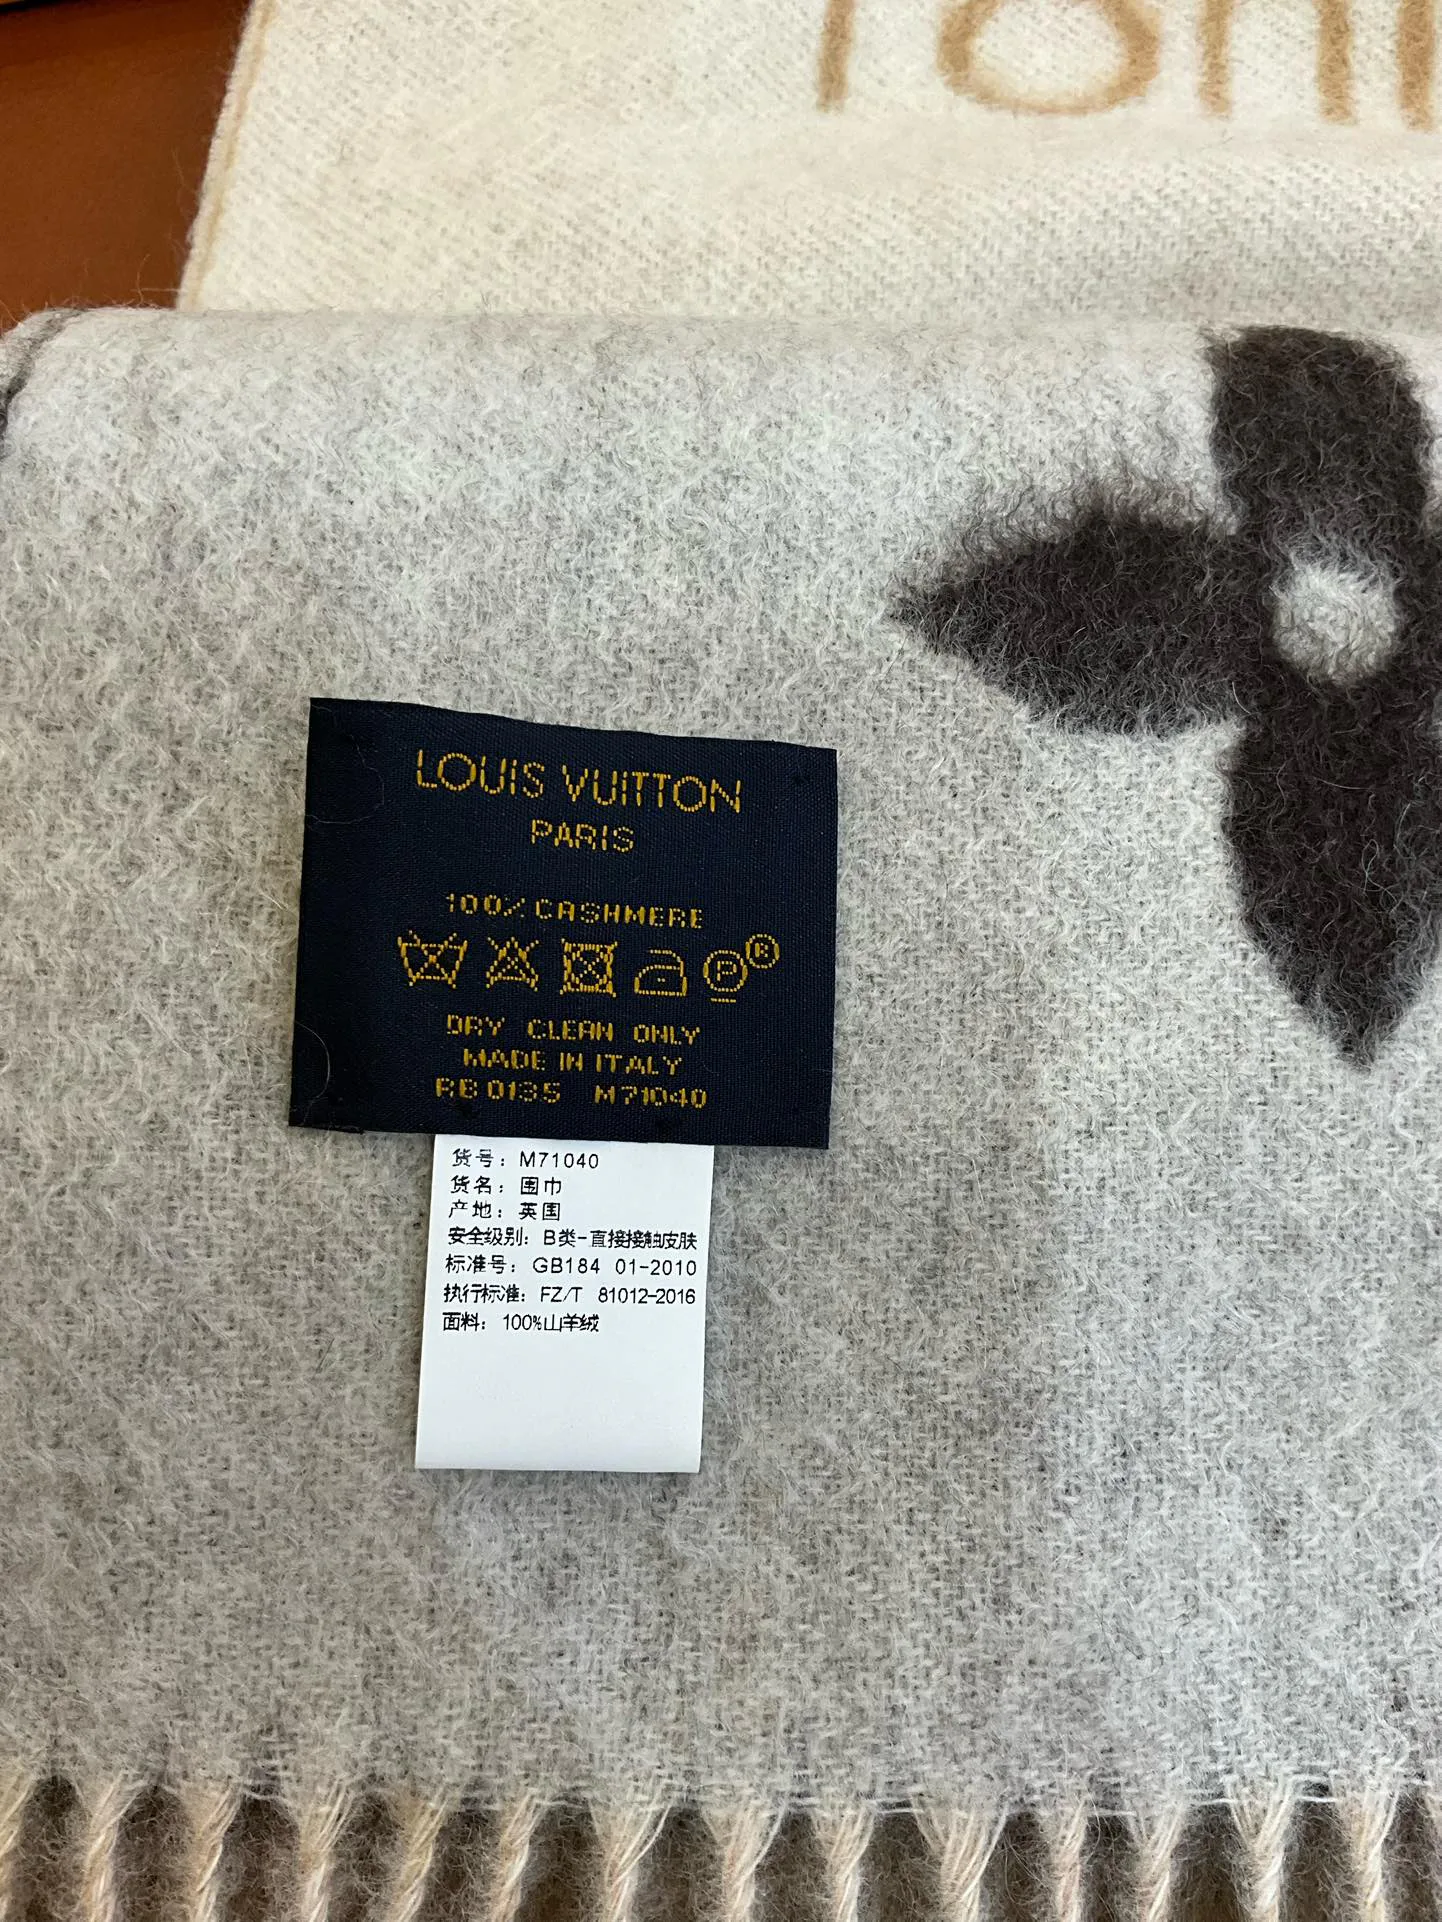 LOUIS VUITTON
PARIS
100% CASHMERE
P R
DRY CLEAN ONLY
MADE IN ITALY
RB 0135 M71040
货号: M71040
货名: 围巾
产地: 英国
安全级别: B类-直接接触皮肤
标准号: GB184 01-2010
执行标准: FZ/T 81012-2016
面料: 100%山羊绒